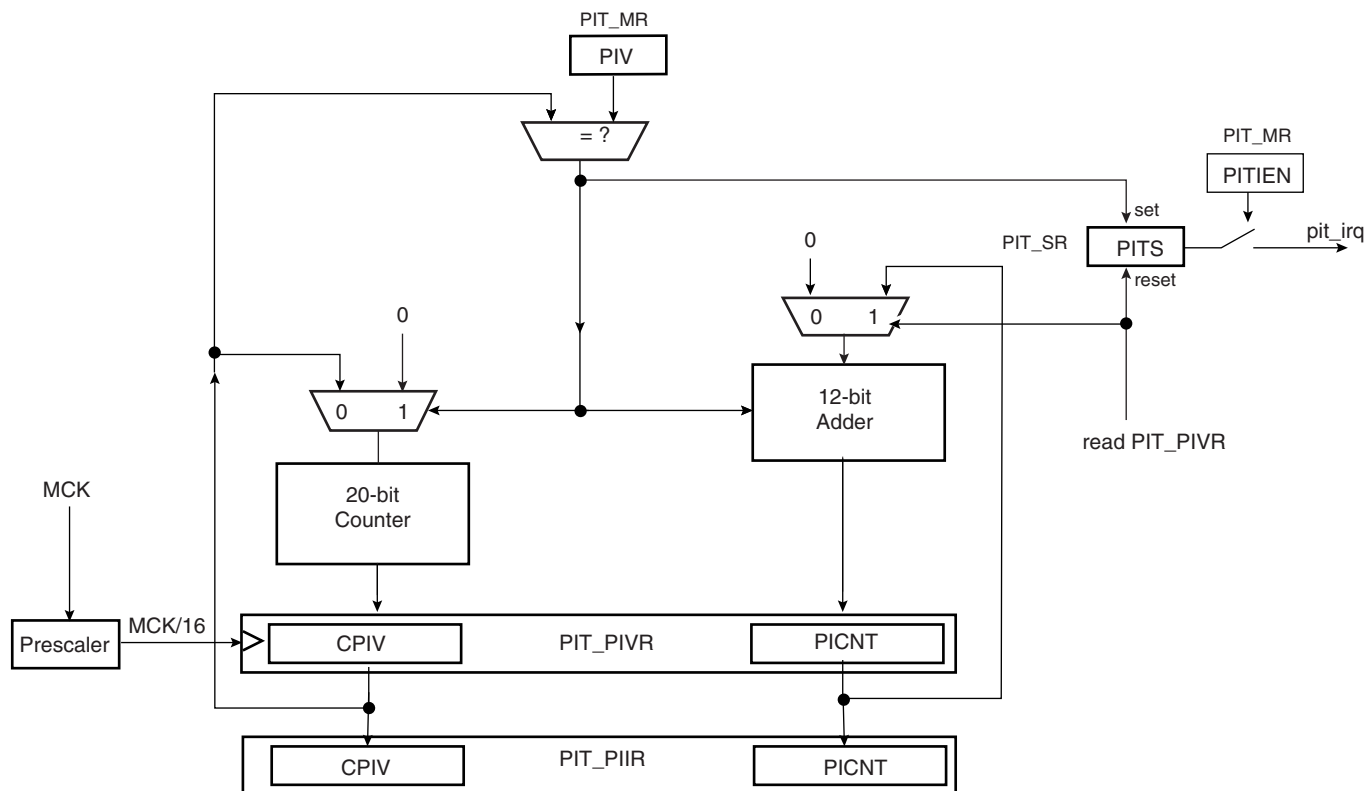 PIT_MR
PIV
= ?
PIT_MR
PITIEN
set
PIT_SR
PITS
pit_irq
reset
0
0 1
0
0 1
12-bit
Adder
read PIT_PIVR
20-bit
Counter
MCK
Prescaler
MCK/16
CPIV
PIT_PIVR
PICNT
CPIV
PIT_PIIR
PICNT